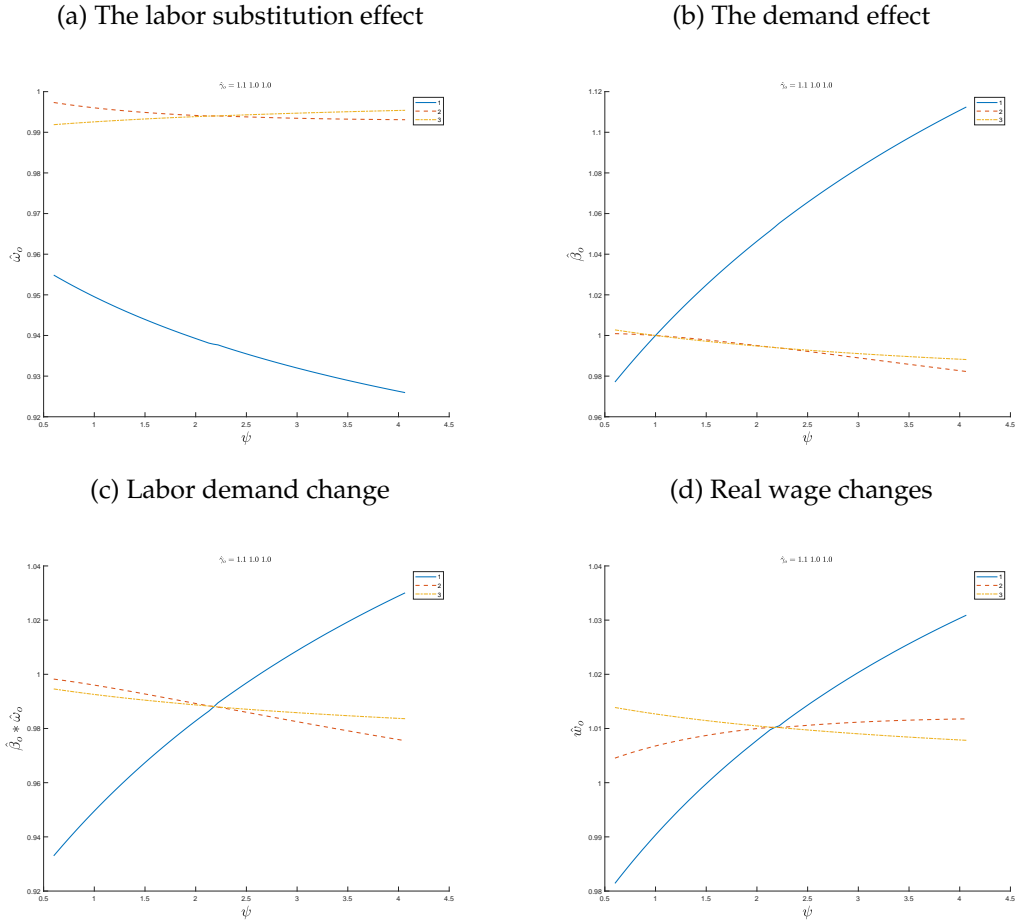 (a) The labor substitution effect
γ̂ₒ = 1.1 1.0 1.0
1
2
3
1
0.99
0.98
0.97
0.96
0.95
0.94
0.93
0.92
ω̂ₒ
0.5 1 1.5 2 2.5 3 3.5 4 4.5
ψ
(b) The demand effect
γ̂ₒ = 1.1 1.0 1.0
1
2
3
1.12
1.1
1.08
1.06
1.04
1.02
1
0.98
0.96
β̂ₒ
0.5 1 1.5 2 2.5 3 3.5 4 4.5
ψ
(c) Labor demand change
γ̂ₒ = 1.1 1.0 1.0
1
2
3
1.04
1.02
1
0.98
0.96
0.94
0.92
β̂ₒ * ω̂ₒ
0.5 1 1.5 2 2.5 3 3.5 4 4.5
ψ
(d) Real wage changes
γ̂ₒ = 1.1 1.0 1.0
1
2
3
1.04
1.03
1.02
1.01
1
0.99
0.98
ŵₒ
0.5 1 1.5 2 2.5 3 3.5 4 4.5
ψ